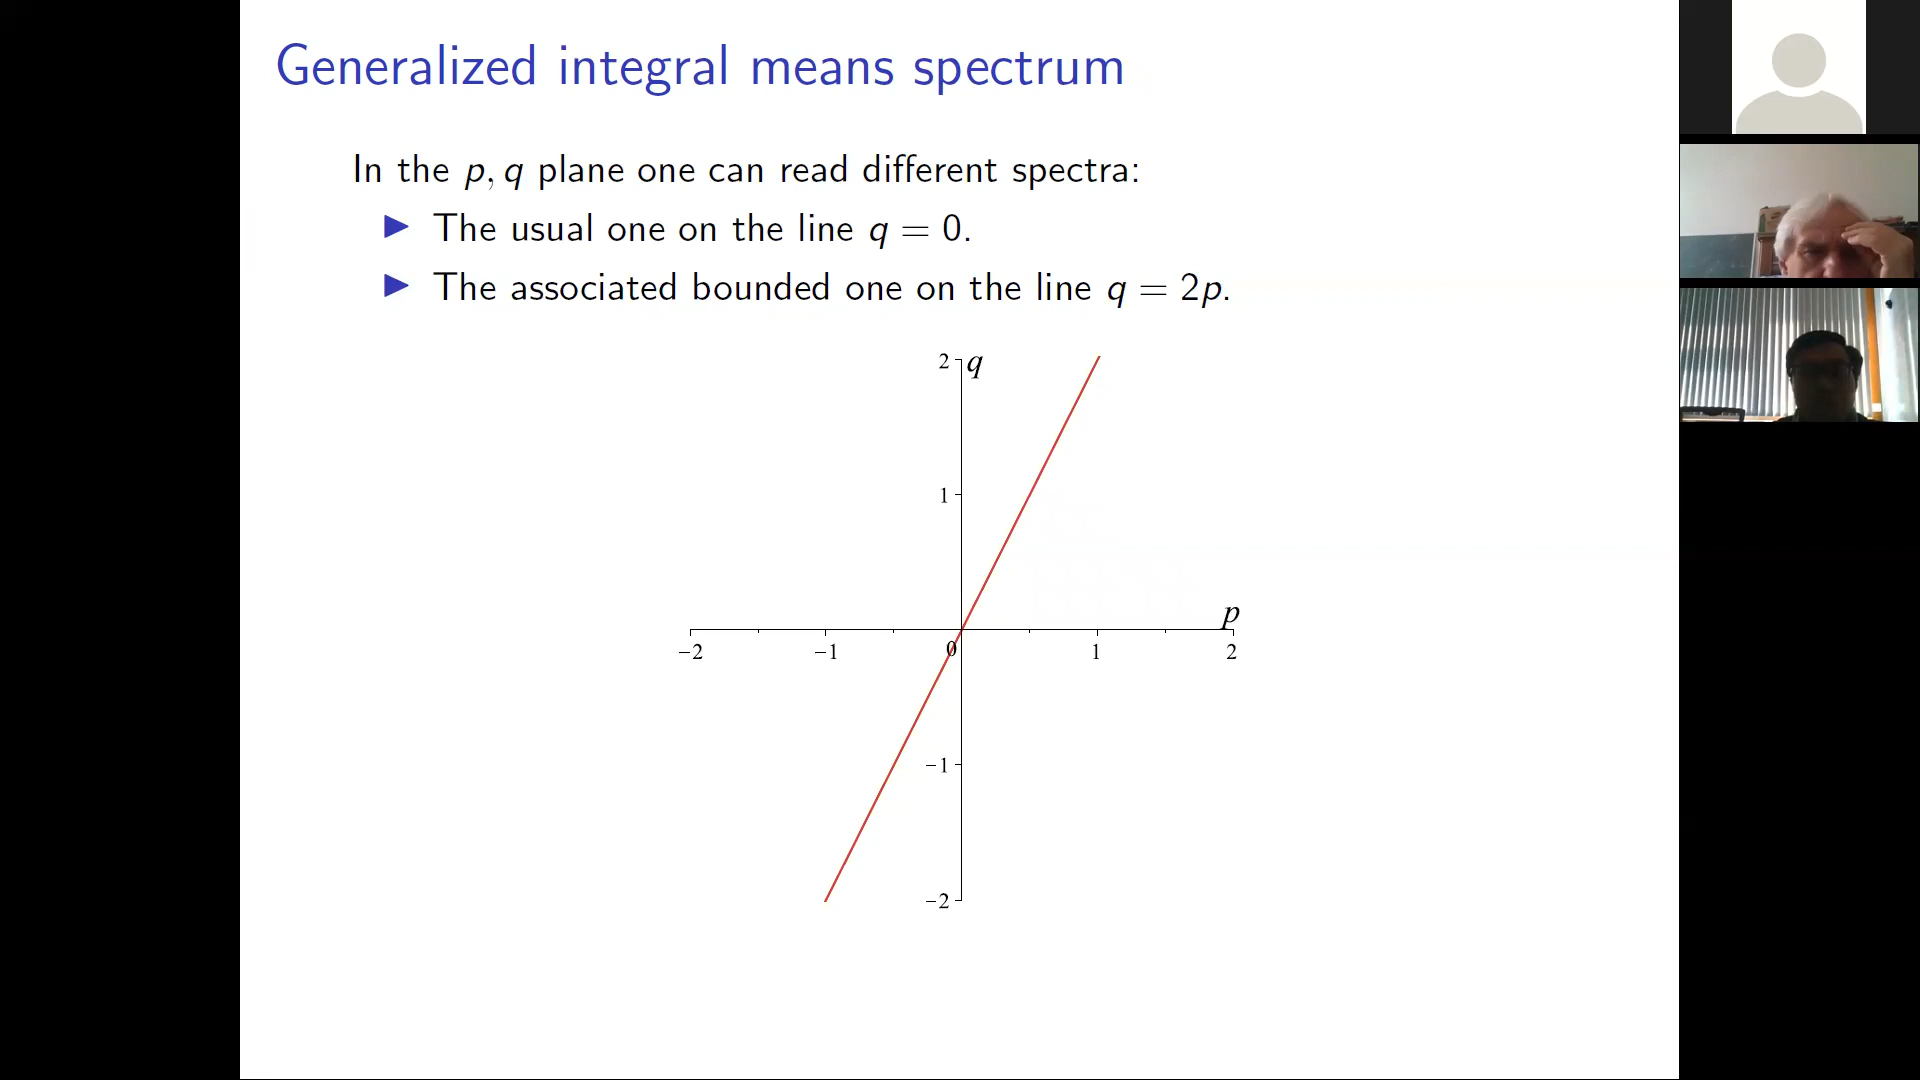 Generalized integral means spectrum
In the p, q plane one can read different spectra:
▶ The usual one on the line q = 0.
▶ The associated bounded one on the line q = 2p.
2 q
1
p
−2 −1 0 1 2
−1
−2